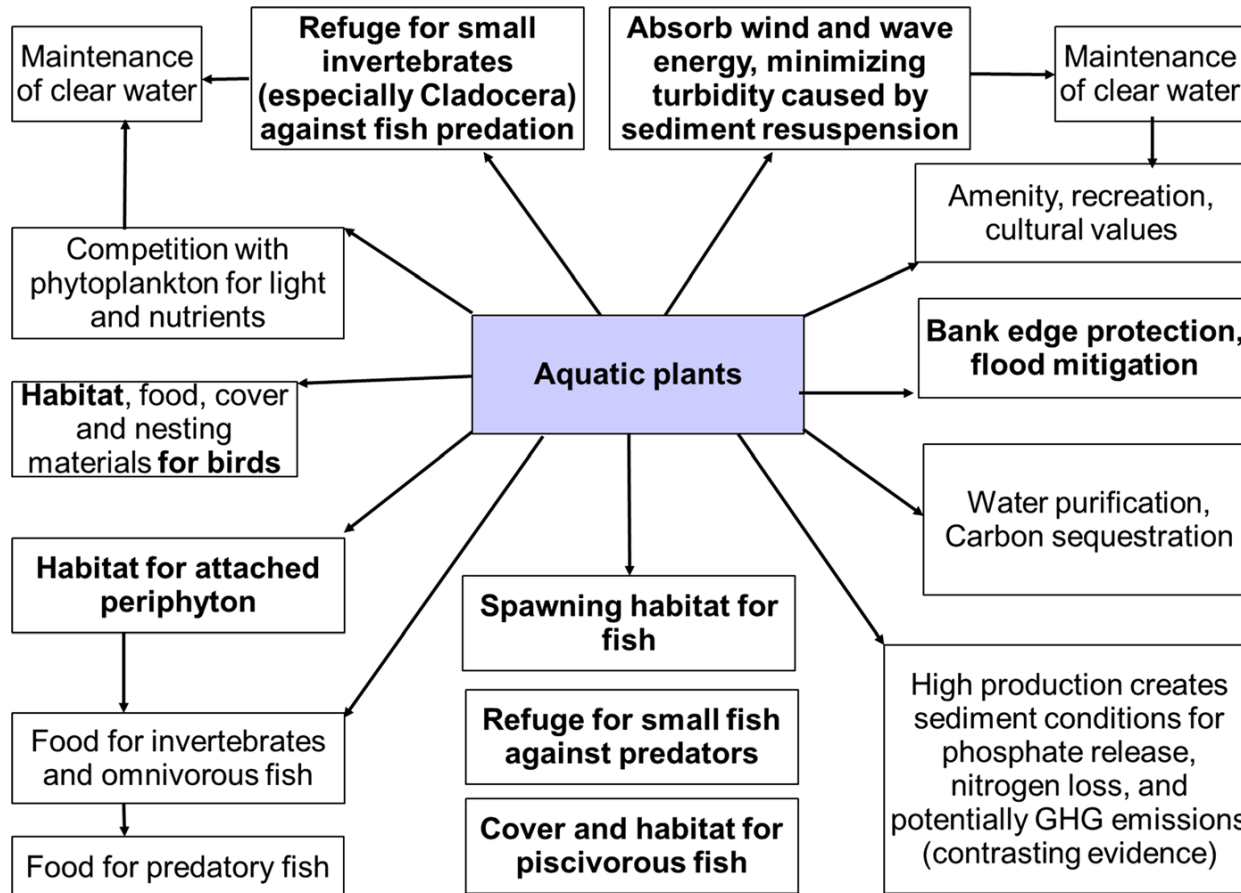 Maintenance
of clear water
Refuge for small
invertebrates
(especially Cladocera)
against fish predation
Absorb wind and wave
energy, minimizing
turbidity caused by
sediment resuspension
Maintenance
of clear water
Amenity, recreation,
cultural values
Competition with
phytoplankton for light
and nutrients
Aquatic plants
Bank edge protection,
flood mitigation
Habitat, food, cover
and nesting
materials for birds
Water purification,
Carbon sequestration
Habitat for attached
periphyton
Spawning habitat for
fish
Refuge for small fish
against predators
Cover and habitat for
piscivorous fish
High production creates
sediment conditions for
phosphate release,
nitrogen loss, and
potentially GHG emissions
(contrasting evidence)
Food for invertebrates
and omnivorous fish
Food for predatory fish